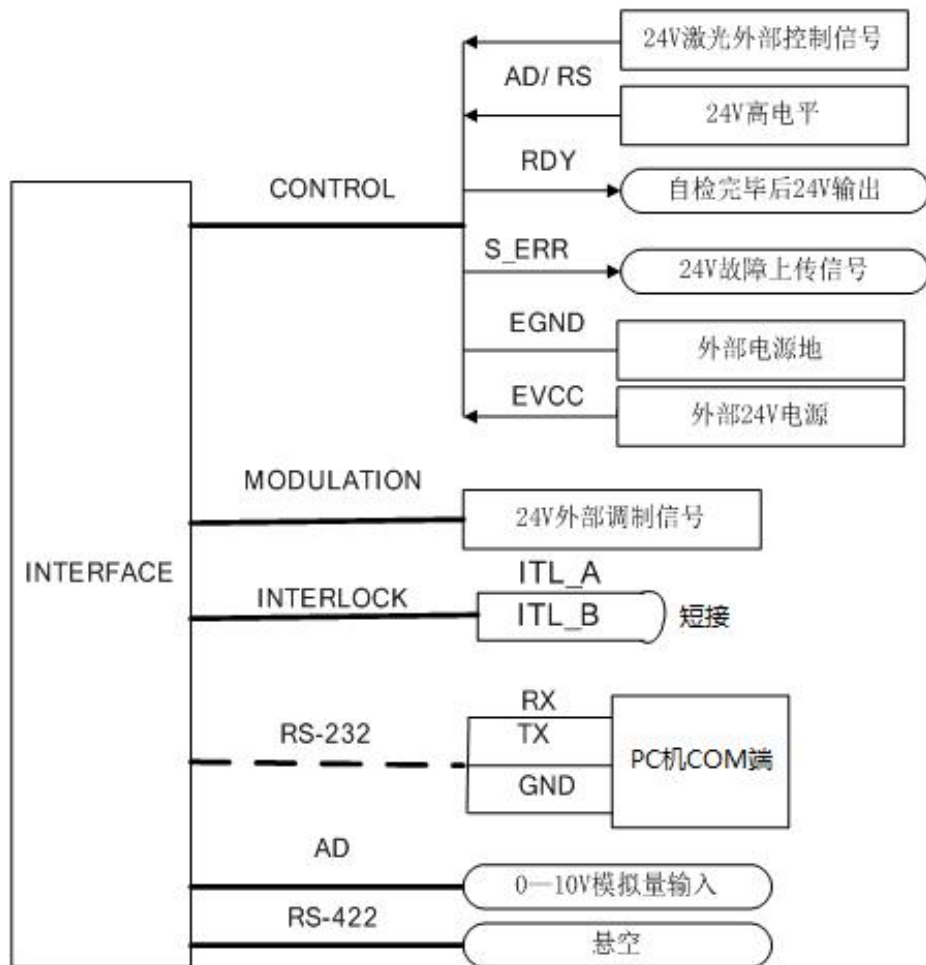 24V激光外部控制信号
AD/ RS
24V高电平
RDY
CONTROL
自检完毕后24V输出
S_ERR
24V故障上传信号
EGND
外部电源地
EVCC
外部24V电源
MODULATION
24V外部调制信号
INTERFACE
ITL_A
INTERLOCK
ITL_B
短接
RX
RS-232
TX
PC机COM端
GND
AD
0—10V模拟量输入
RS-422
悬空